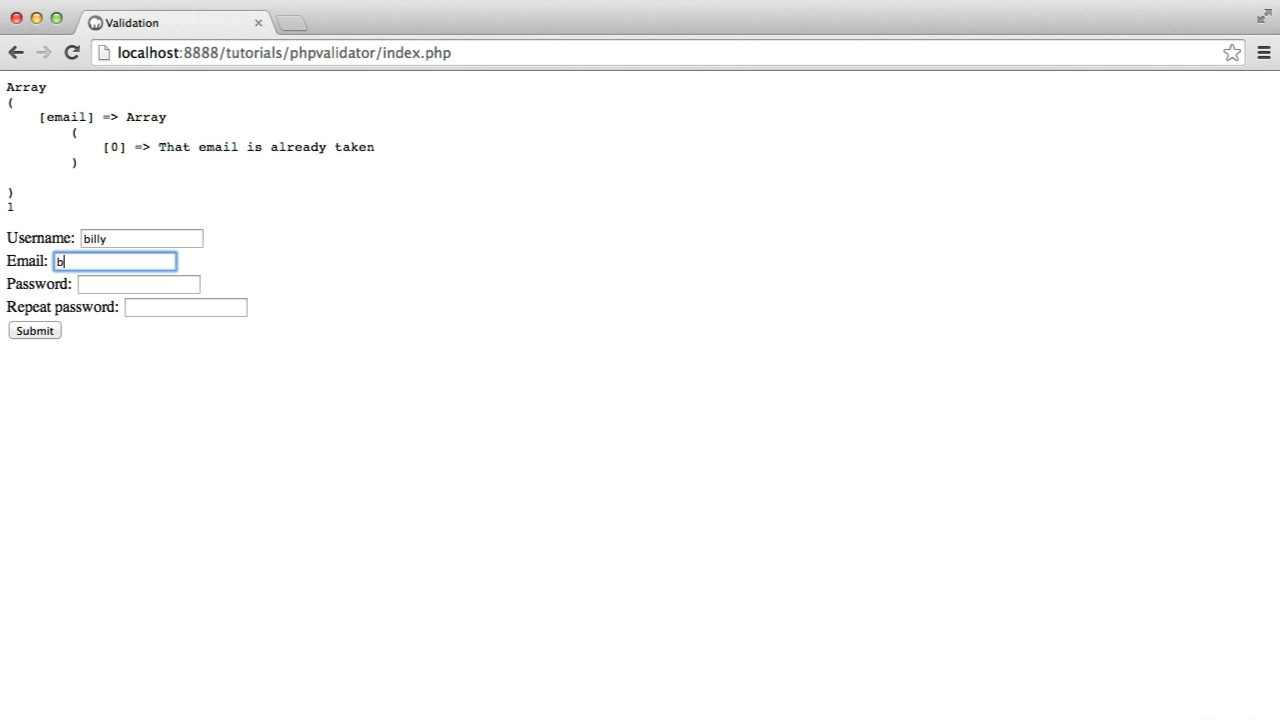 Validation
localhost:8888/tutorials/phpvalidator/index.php
Array
(
[email] => Array
(
[0] => That email is already taken
)
)
1
Username: billy
Email: b
Password:
Repeat password:
Submit